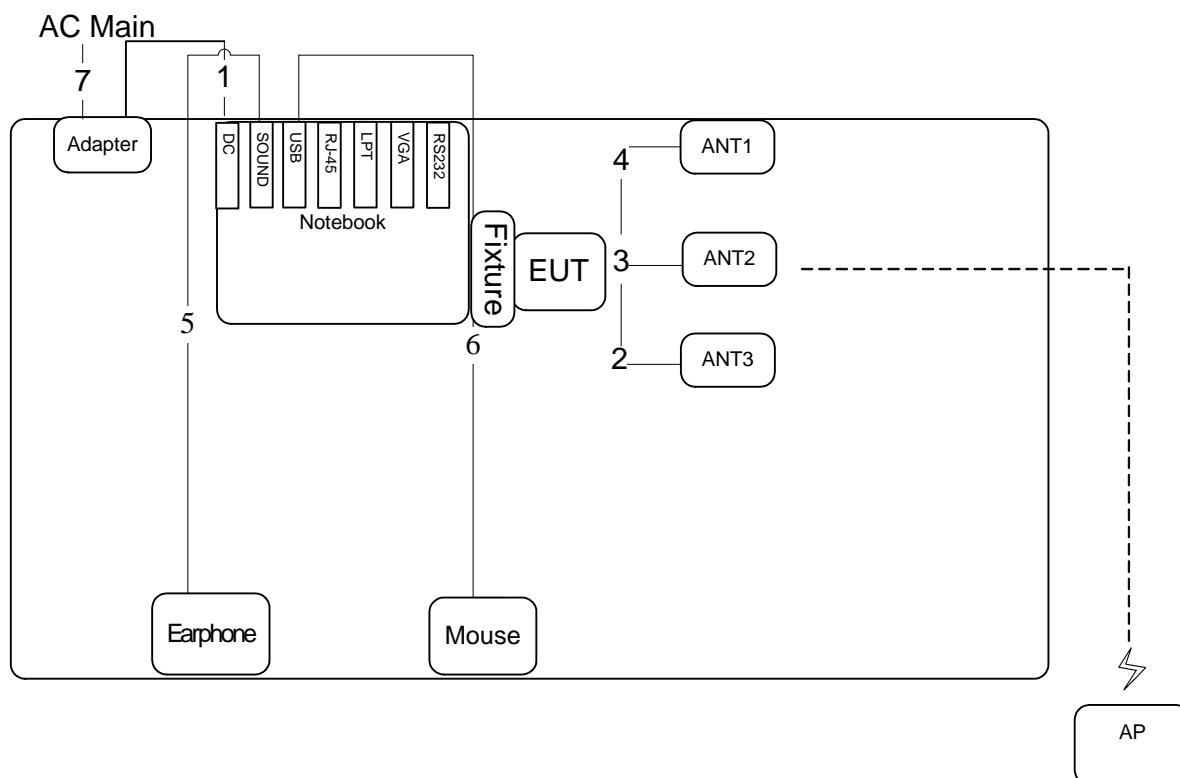 AC Main
7
1
Adapter
DC
SOUND
USB
RJ-45
LPT
VGA
RS232
Notebook
Fixture
EUT
4
ANT1
3
ANT2
2
ANT3
5
6
Earphone
Mouse
AP